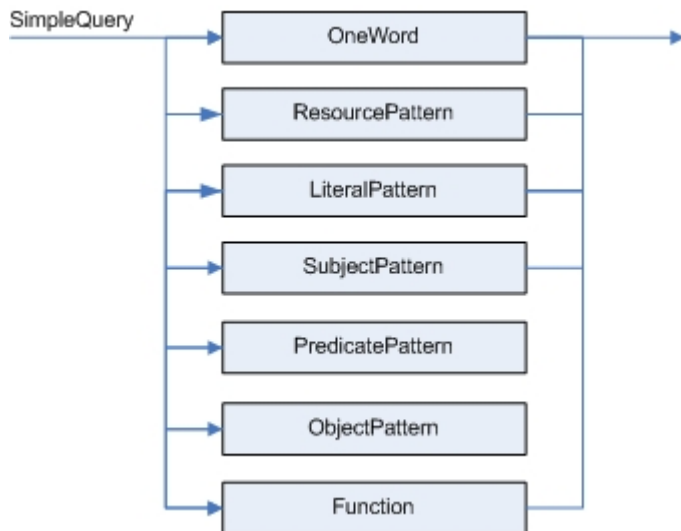 SimpleQuery
OneWord
ResourcePattern
LiteralPattern
SubjectPattern
PredicatePattern
ObjectPattern
Function